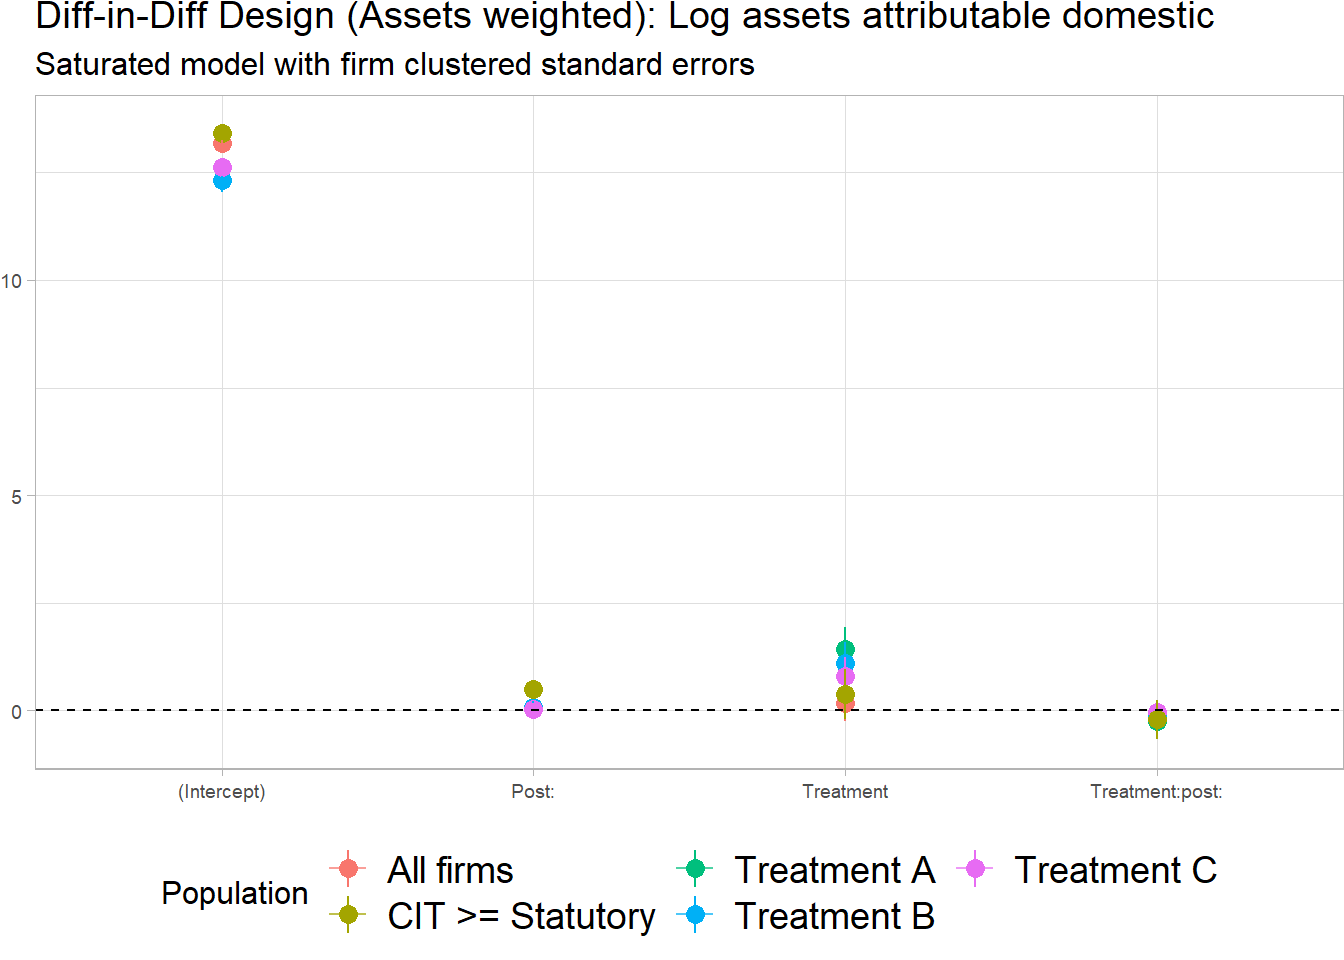 Diff-in-Diff Design (Assets weighted): Log assets attributable domestic
Saturated model with firm clustered standard errors
10
5
0
(Intercept) Post: Treatment Treatment:post:
Population
All firms Treatment A Treatment C
CIT >= Statutory Treatment B